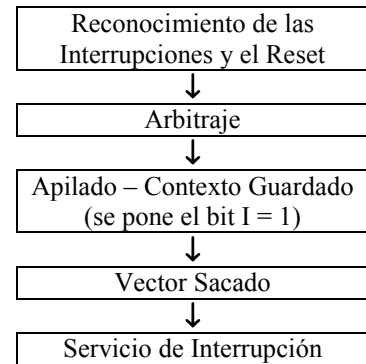 Reconocimiento de las
Interrupciones y el Reset
Arbitraje
Apilado – Contexto Guardado
(se pone el bit I = 1)
Vector Sacado
Servicio de Interrupción